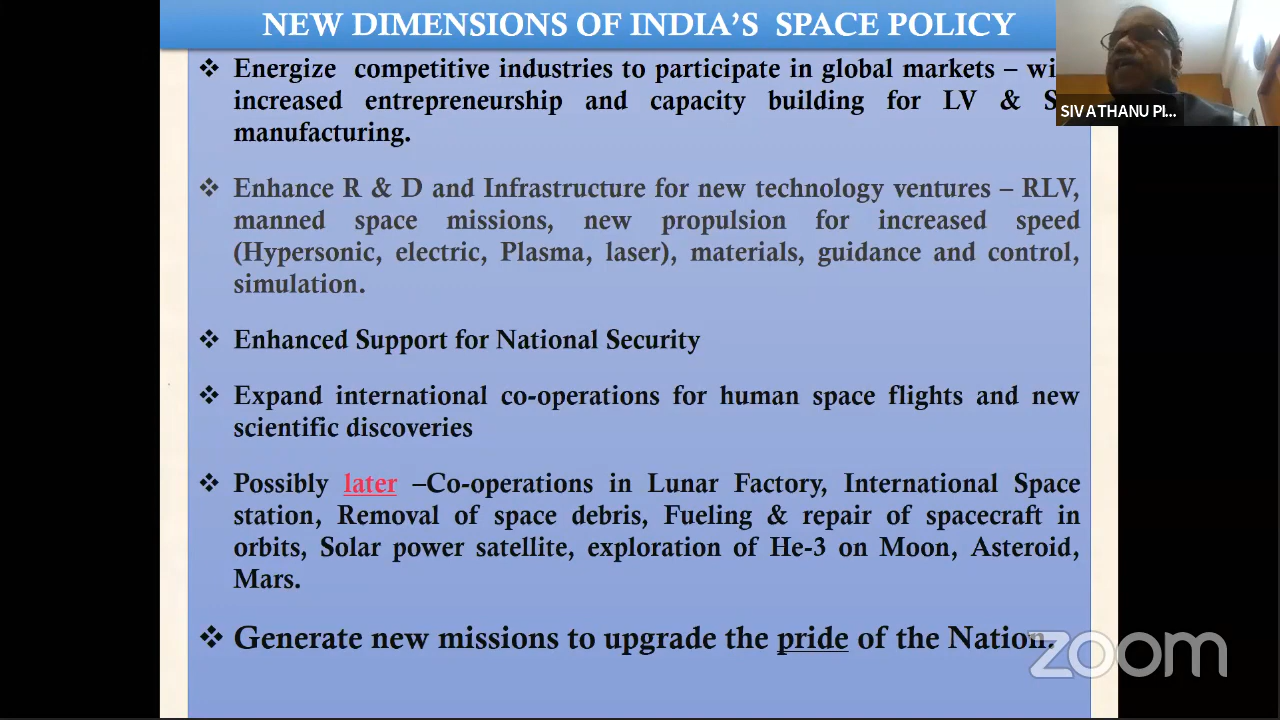 NEW DIMENSIONS OF INDIA'S SPACE POLICY
❖ Energize competitive industries to participate in global markets –
increased entrepreneurship and capacity building for LV &
manufacturing.
❖ Enhance R & D and Infrastructure for new technology ventures – RLV,
manned space missions, new propulsion for increased speed
(Hypersonic, electric, Plasma, laser), materials, guidance and control,
simulation.
❖ Enhanced Support for National Security
❖ Expand international co-operations for human space flights and new
scientific discoveries
❖ Possibly later –Co-operations in Lunar Factory, International Space
station, Removal of space debris, Fueling & repair of spacecraft in
orbits, Solar power satellite, exploration of He-3 on Moon, Asteroid,
Mars.
❖ Generate new missions to upgrade the pride of the Nation.
SIVATHANU PI...
zoom